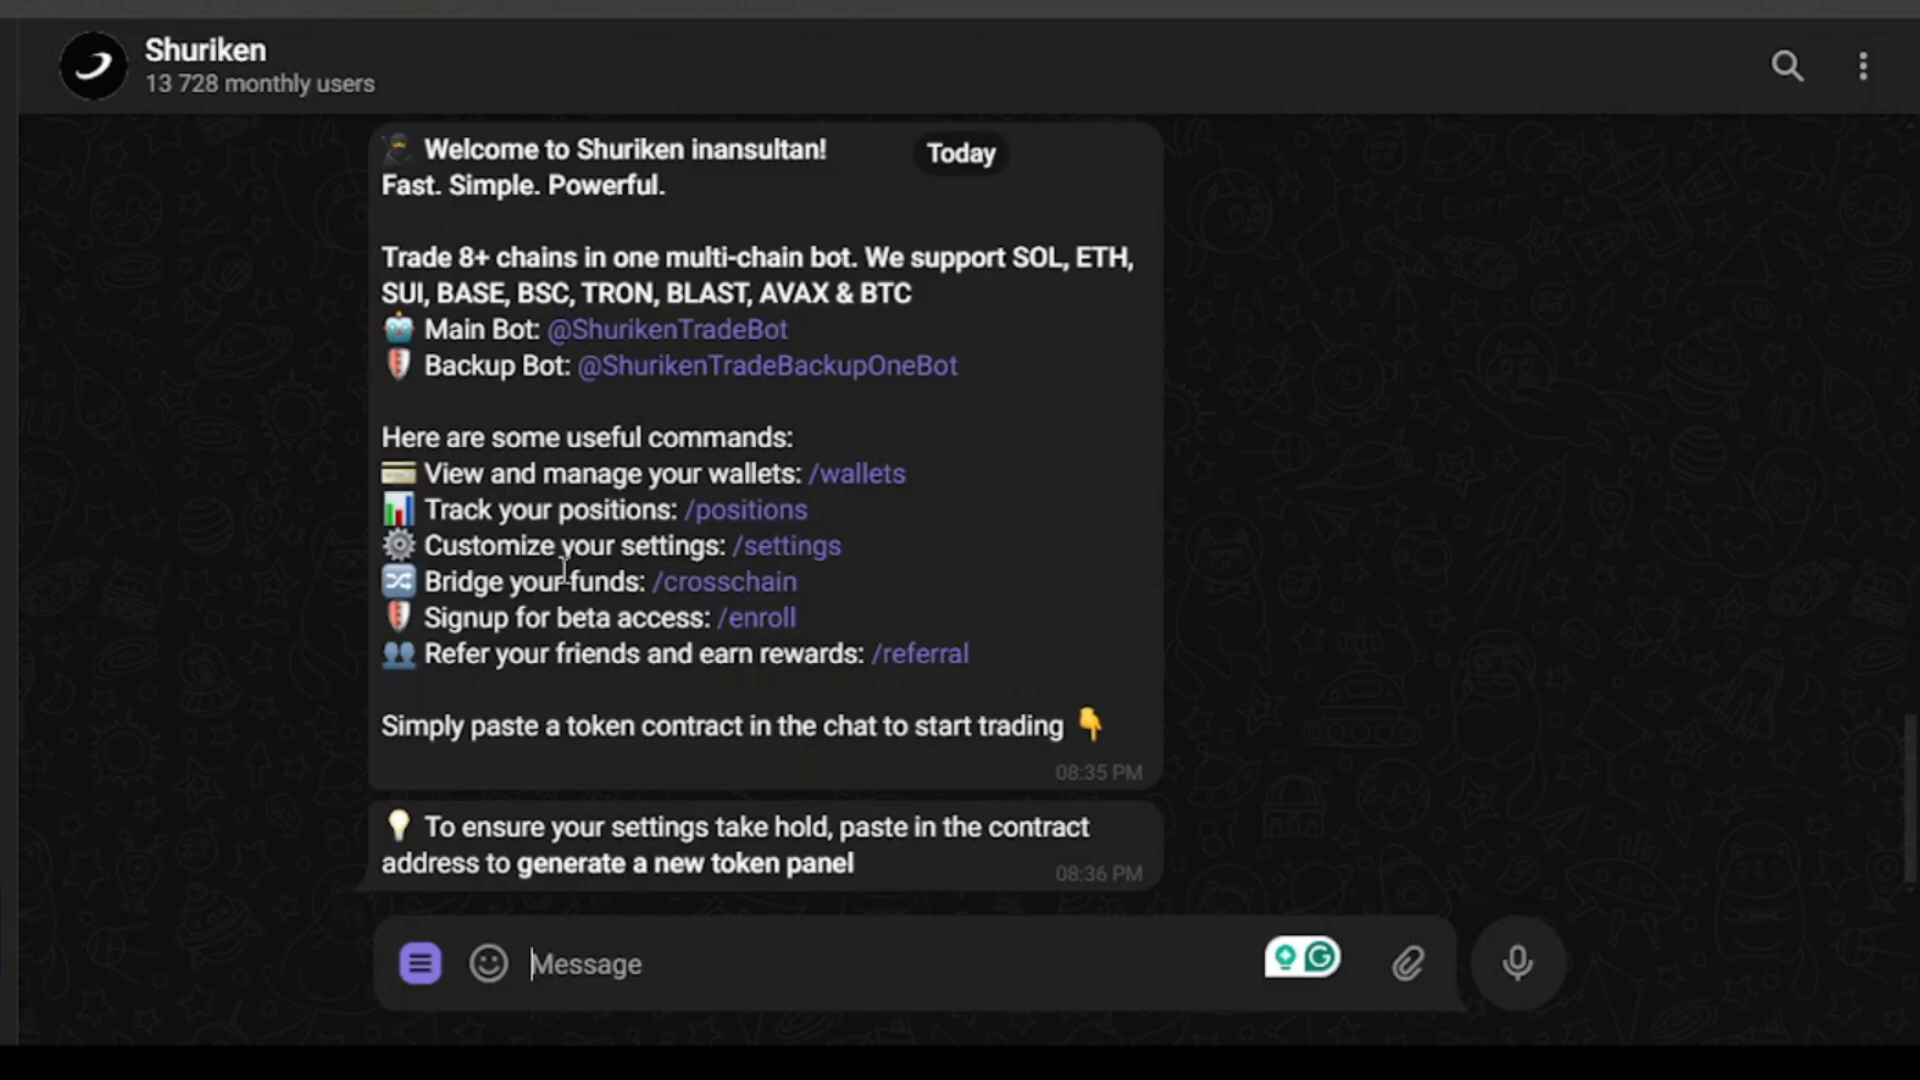 Shuriken
13 728 monthly users
Welcome to Shuriken inansultan!
Today
Fast. Simple. Powerful.
Trade 8+ chains in one multi-chain bot. We support SOL, ETH,
SUI, BASE, BSC, TRON, BLAST, AVAX & BTC
Main Bot: @ShurikenTradeBot
Backup Bot: @ShurikenTradeBackupOneBot
Here are some useful commands:
View and manage your wallets: /wallets
Track your positions: /positions
Customize your settings: /settings
Bridge your funds: /crosschain
Signup for beta access: /enroll
Refer your friends and earn rewards: /referral
Simply paste a token contract in the chat to start trading 👇
08:35 PM
💡 To ensure your settings take hold, paste in the contract
address to generate a new token panel
08:36 PM
Message